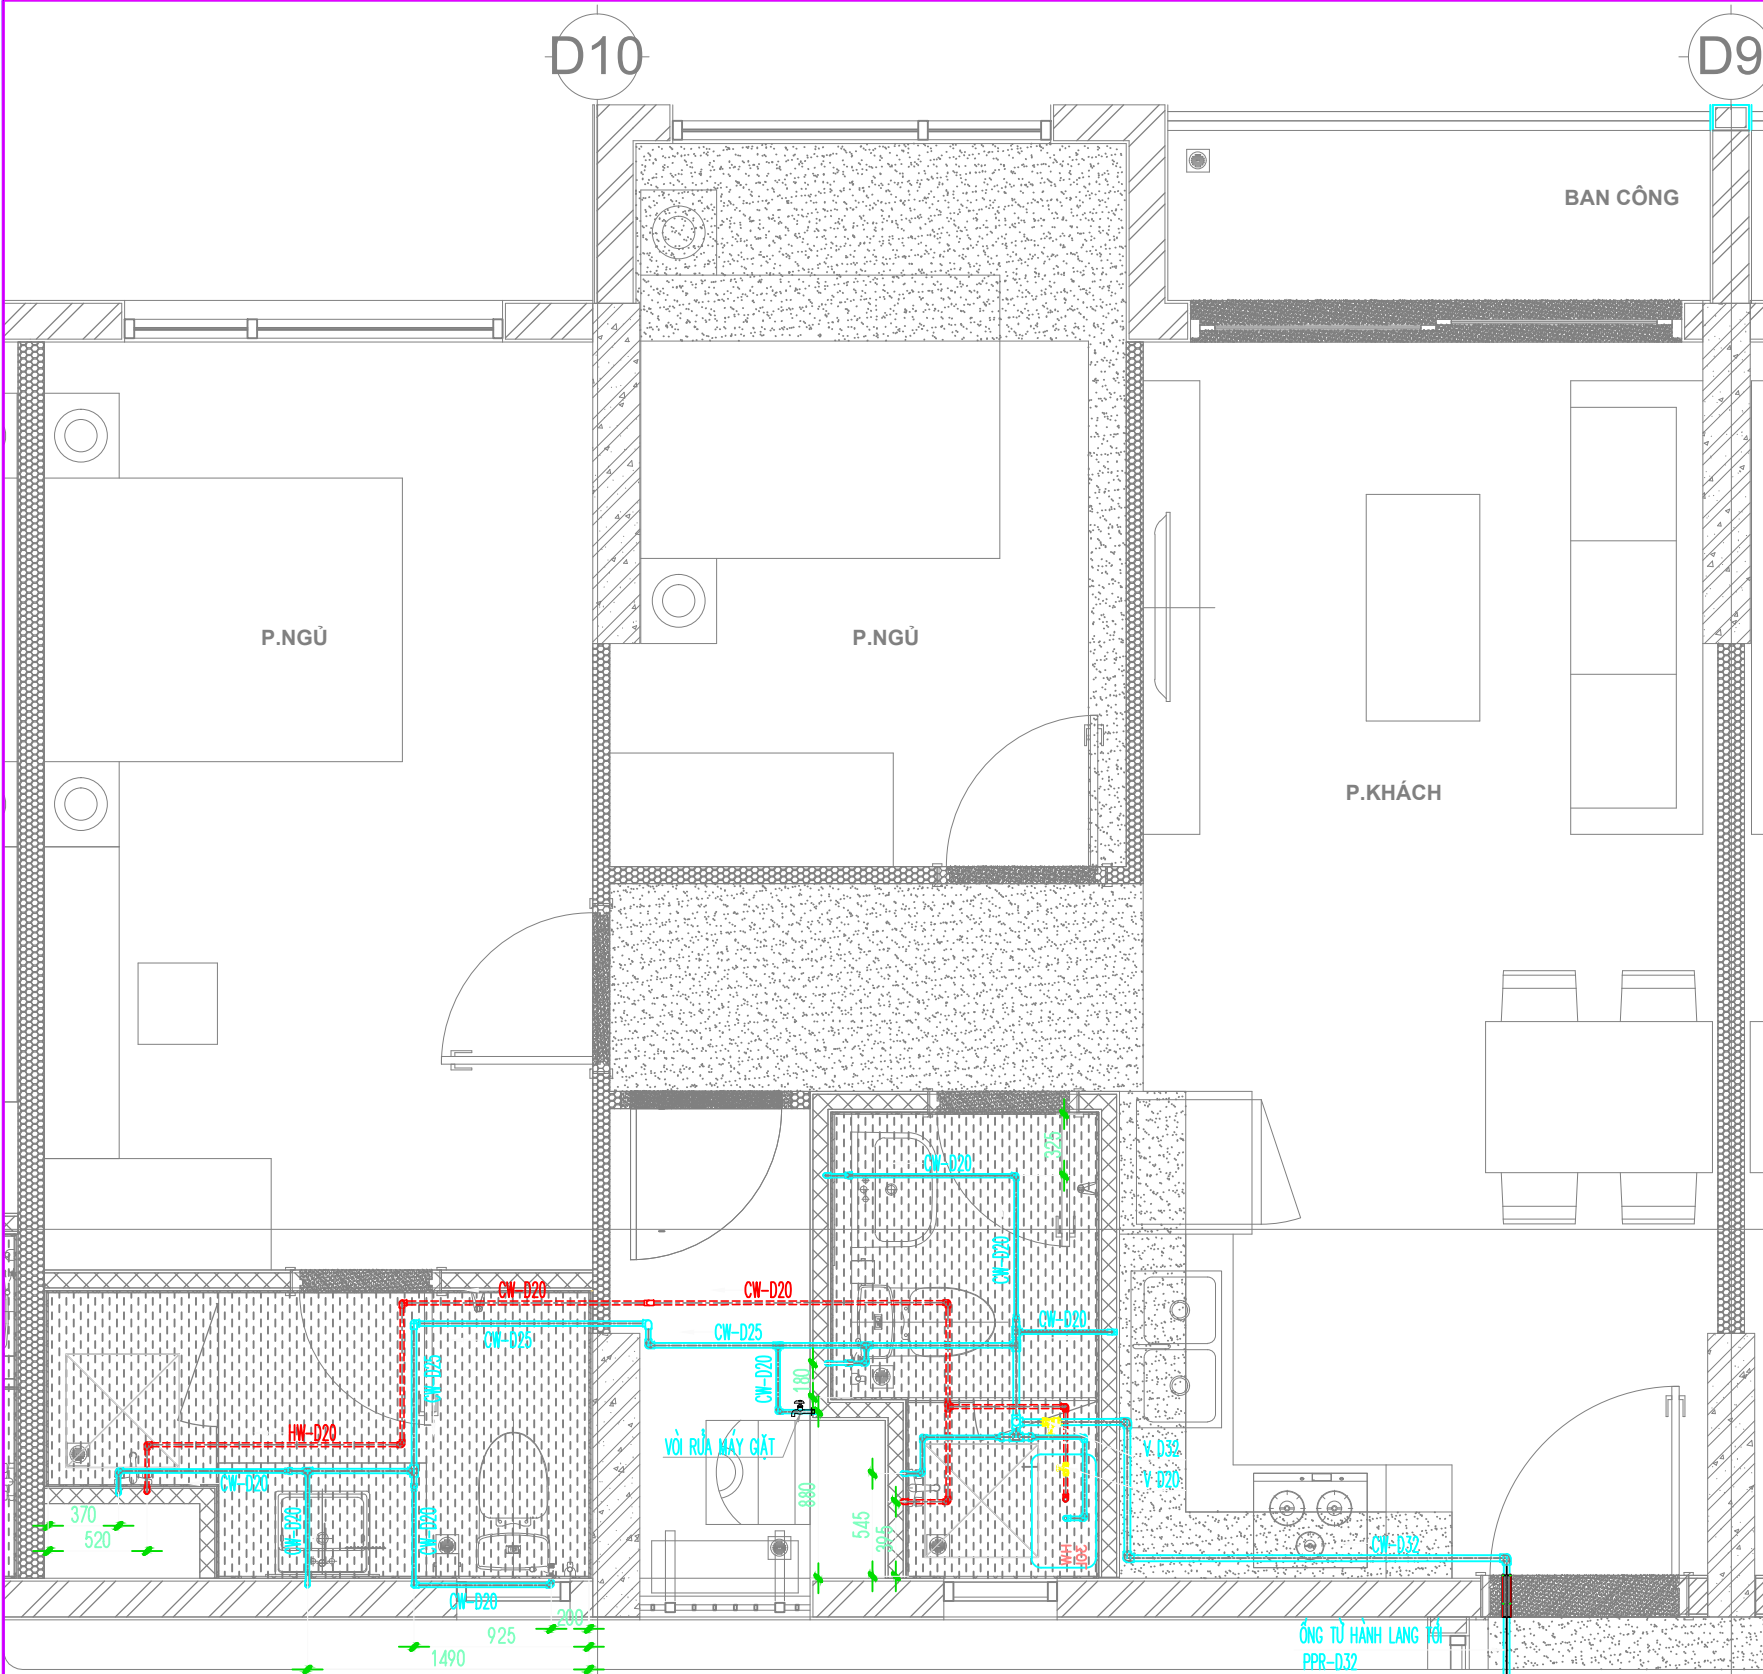 D10
D9
BAN CÔNG
P.NGỦ
P.NGỦ
P.KHÁCH
325
CW-D20
CW-D20
CW-D20
CW-D20
CW-D20
CW-D25
CW-D25
CW-D25
CW-D20
180
HW-D20
VÒI RỬA MÁY GIẶT
V D32
V D20
CW-D20
370
520
CW-D20
CW-D20
880
545
CW-D32
CW-D20
200
925
1490
ỐNG TỪ HÀNH LANG TỚI
PPR-D32